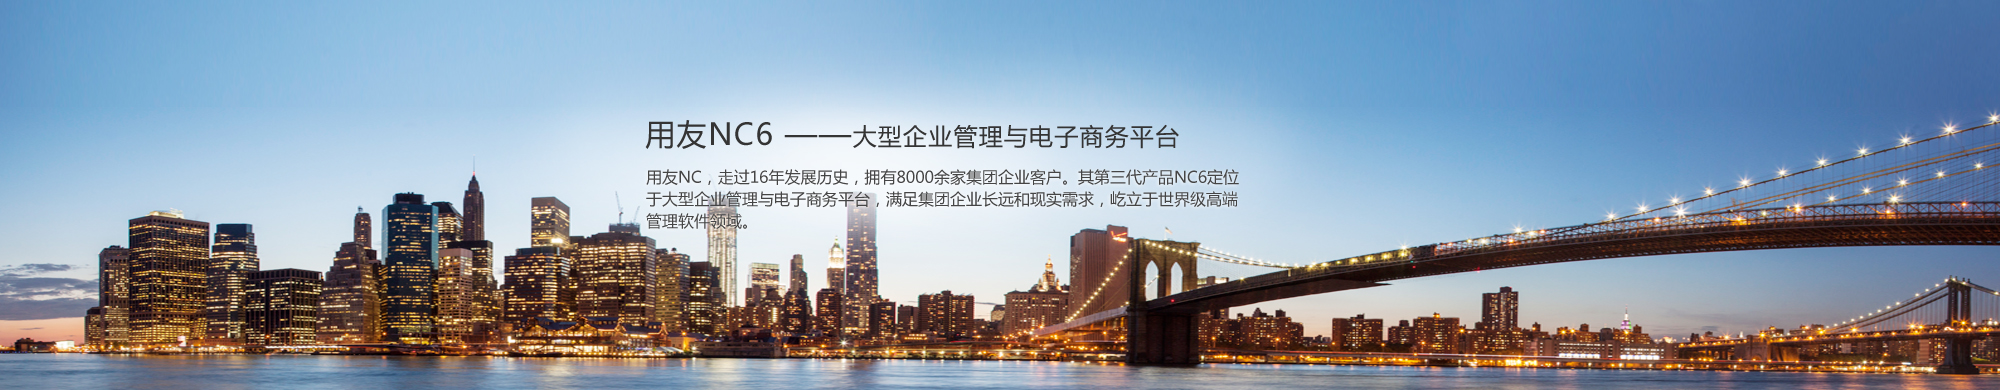 用友NC6 ——大型企业管理与电子商务平台
用友NC，走过16年发展历史，拥有8000余家集团企业客户。其第三代产品NC6定位
于大型企业管理与电子商务平台，满足集团企业长远和现实需求，屹立于世界级高端
管理软件领域。